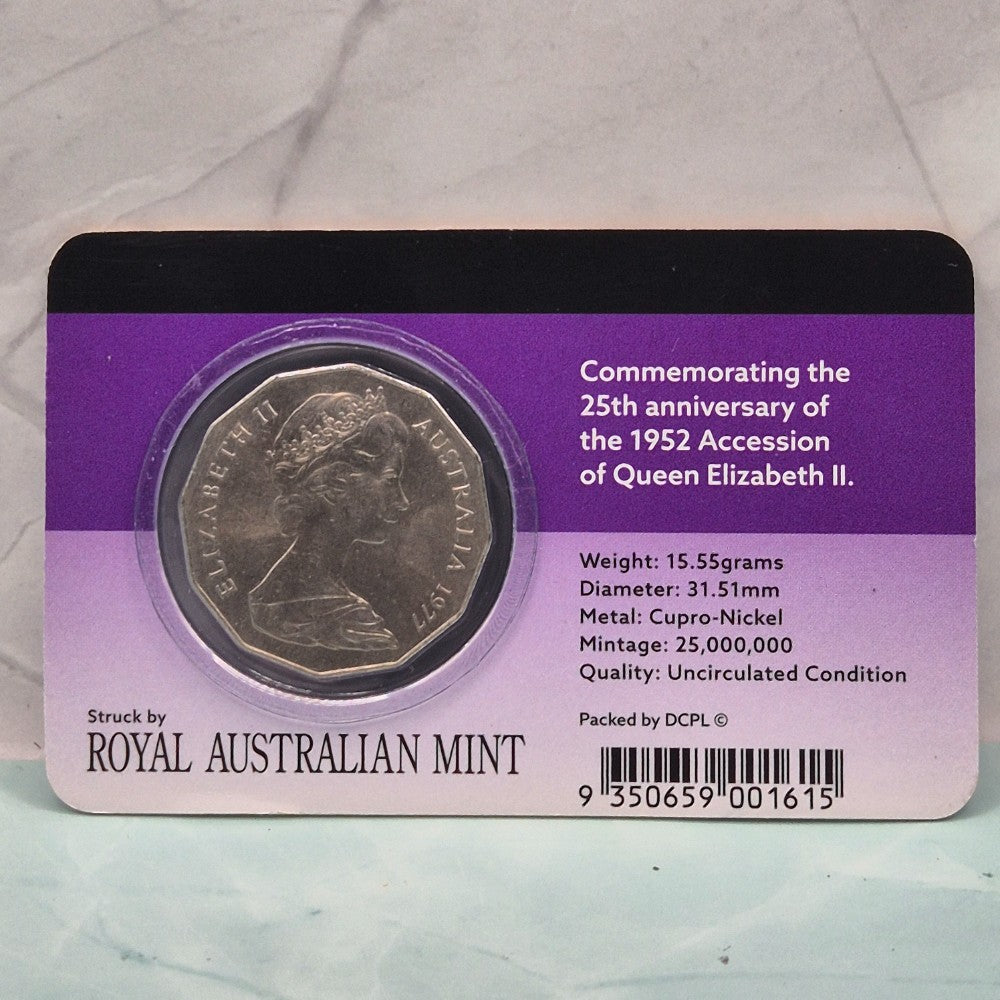 ELIZABETH II
AUSTRALIA 1977
Commemorating the
25th anniversary of
the 1952 Accession
of Queen Elizabeth II.
Weight: 15.55grams
Diameter: 31.51mm
Metal: Cupro-Nickel
Mintage: 25,000,000
Quality: Uncirculated Condition
Struck by
ROYAL AUSTRALIAN MINT
Packed by DCPL ©
9 350659 001615